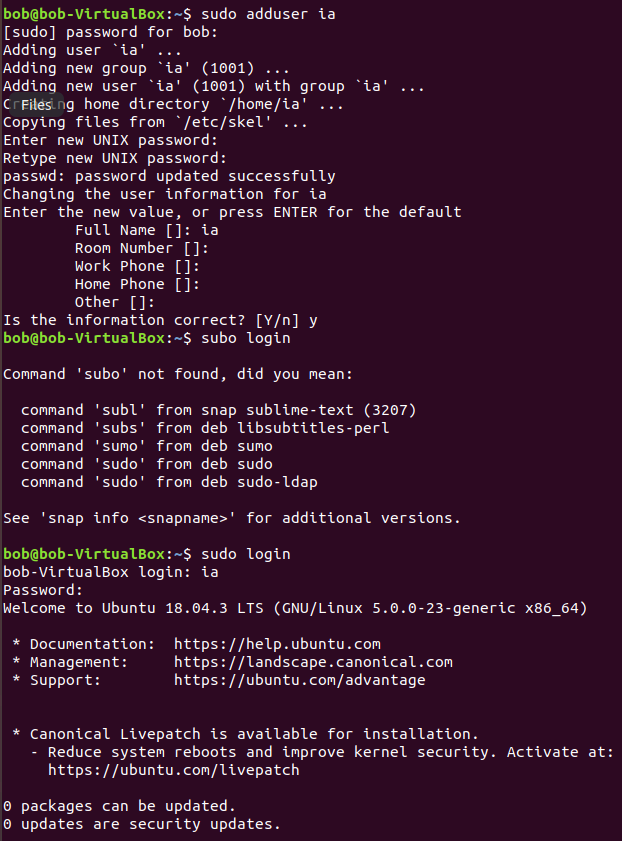 bob@bob-VirtualBox:~$ sudo adduser ia
[sudo] password for bob:
Adding user `ia' ...
Adding new group `ia' (1001) ...
Adding new user `ia' (1001) with group `ia' ...
Files home directory `/home/ia' ...
Copying files from `/etc/skel' ...
Enter new UNIX password:
Retype new UNIX password:
passwd: password updated successfully
Changing the user information for ia
Enter the new value, or press ENTER for the default
Full Name []: ia
Room Number []:
Work Phone []:
Home Phone []:
Other []:
Is the information correct? [Y/n] y
bob@bob-VirtualBox:~$ subo login
Command 'subo' not found, did you mean:
command 'subl' from snap sublime-text (3207)
command 'subs' from deb libsubtitles-perl
command 'sumo' from deb sumo
command 'sudo' from deb sudo
command 'sudo' from deb sudo-ldap
See 'snap info <snapname>' for additional versions.
bob@bob-VirtualBox:~$ sudo login
bob-VirtualBox login: ia
Password:
Welcome to Ubuntu 18.04.3 LTS (GNU/Linux 5.0.0-23-generic x86_64)
* Documentation:  https://help.ubuntu.com
* Management:     https://landscape.canonical.com
* Support:        https://ubuntu.com/advantage
* Canonical Livepatch is available for installation.
- Reduce system reboots and improve kernel security. Activate at:
https://ubuntu.com/livepatch
0 packages can be updated.
0 updates are security updates.